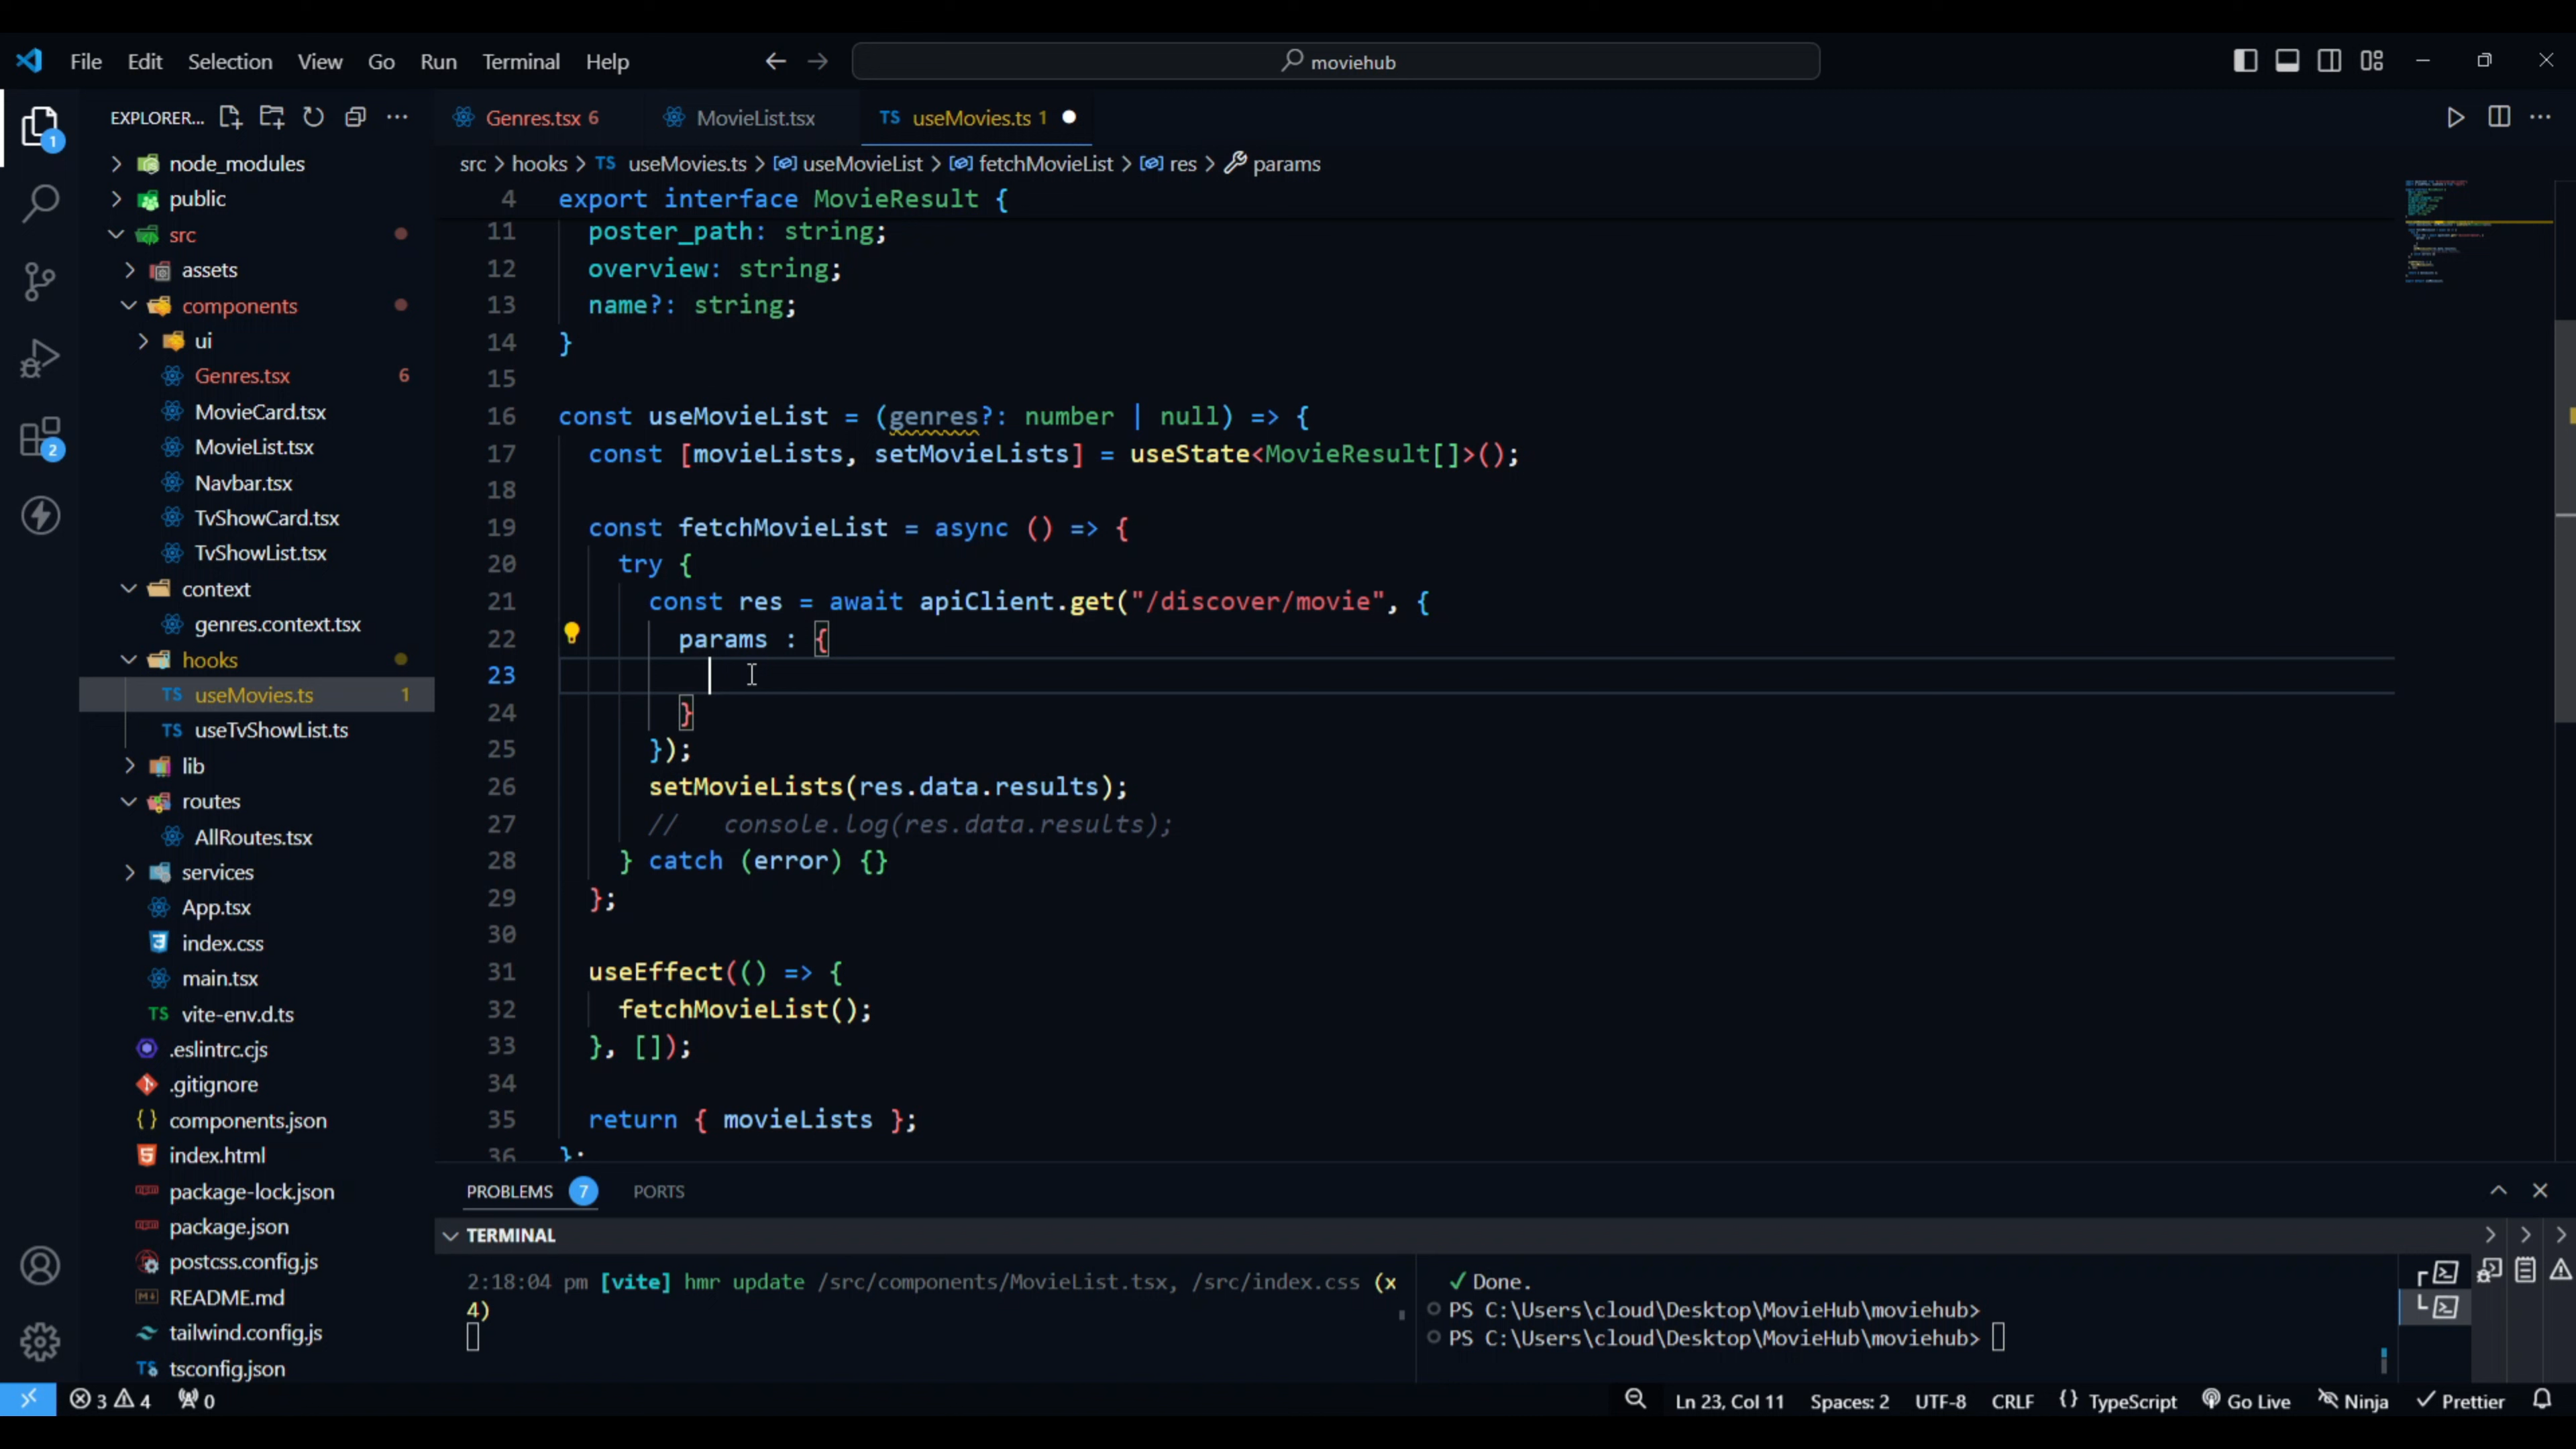 File Edit Selection View Go Run Terminal Help
moviehub
EXPLORER...
Genres.tsx 6
MovieList.tsx
TS useMovies.ts 1
src > hooks > TS useMovies.ts > useMovieList > fetchMovieList > res > params
1
2
node_modules
public
src
assets
components
ui
Genres.tsx 6
MovieCard.tsx
MovieList.tsx
Navbar.tsx
TvShowCard.tsx
TvShowList.tsx
context
genres.context.tsx
hooks
TS useMovies.ts 1
TS useTvShowList.ts
lib
routes
AllRoutes.tsx
services
App.tsx
index.css
main.tsx
TS vite-env.d.ts
.eslintrc.cjs
.gitignore
{} components.json
index.html
package-lock.json
package.json
postcss.config.js
README.md
tailwind.config.js
TS tsconfig.json
4 export interface MovieResult {
11 poster_path: string;
12 overview: string;
13 name?: string;
14 }
15
16 const useMovieList = (genres?: number | null) => {
17 const [movieLists, setMovieLists] = useState<MovieResult[]>();
18
19 const fetchMovieList = async () => {
20 try {
21 const res = await apiClient.get("/discover/movie", {
22 params : {
23
24 }
25 });
26 setMovieLists(res.data.results);
27 // console.log(res.data.results);
28 } catch (error) {}
29 };
30
31 useEffect(() => {
32 fetchMovieList();
33 }, []);
34
35 return { movieLists };
36 };
PROBLEMS 7 PORTS
TERMINAL
2:18:04 pm [vite] hmr update /src/components/MovieList.tsx, /src/index.css (x
4)
✓ Done.
PS C:\Users\cloud\Desktop\MovieHub\moviehub>
PS C:\Users\cloud\Desktop\MovieHub\moviehub>
3 4 0
Ln 23, Col 11 Spaces: 2 UTF-8 CRLF {} TypeScript Go Live Ninja ✓ Prettier